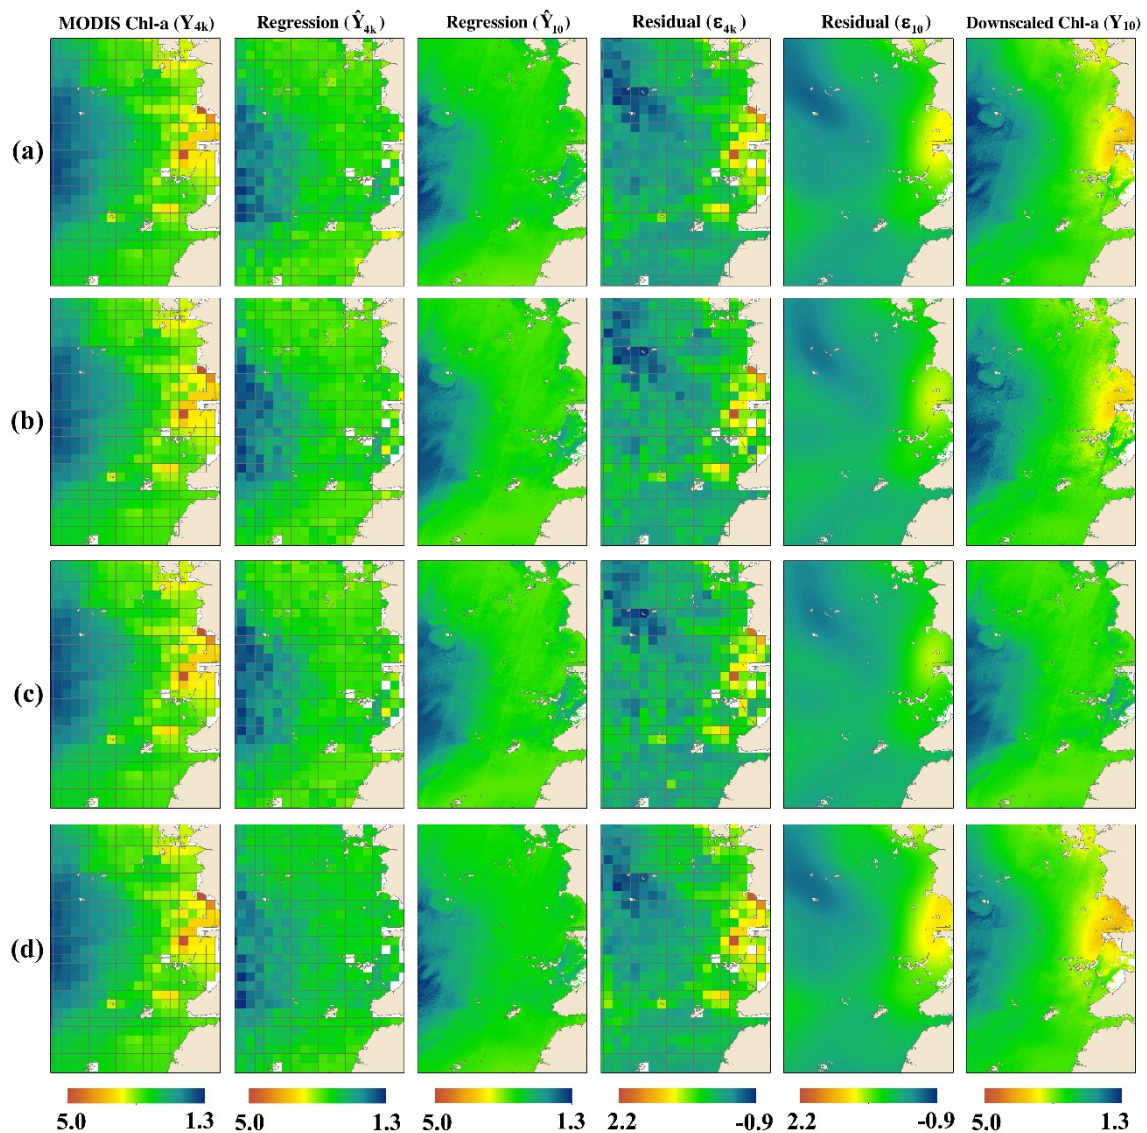 MODIS Chl-a (Y4k) Regression (Ŷ4k) Regression (Ŷ10) Residual (ε4k) Residual (ε10) Downscaled Chl-a (Y10)
(a)
(b)
(c)
(d)
5.0 1.3 5.0 1.3 5.0 1.3 2.2 -0.9 2.2 -0.9 5.0 1.3